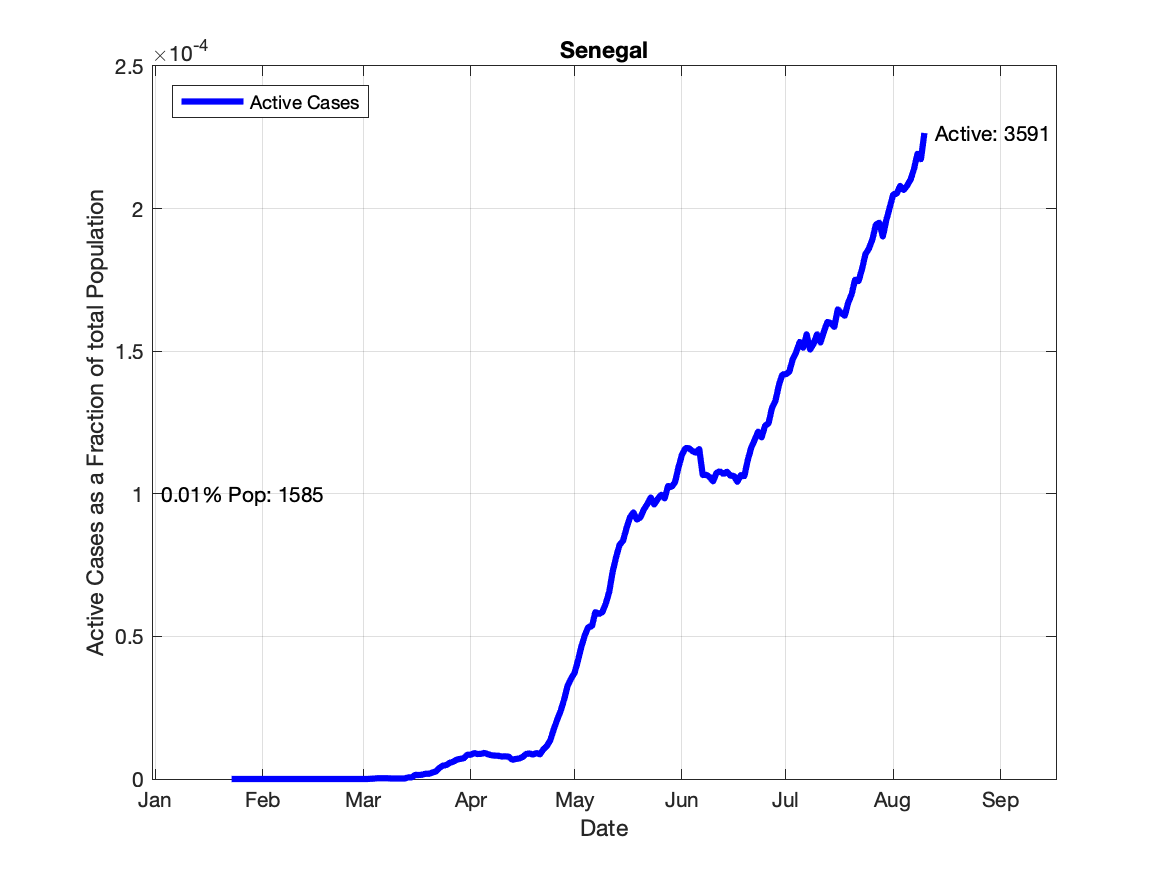 Senegal
×10-4
2.5
2
1.5
1
0.5
0
Active Cases
Active: 3591
0.01% Pop: 1585
Active Cases as a Fraction of total Population
Jan Feb Mar Apr May Jun Jul Aug Sep
Date